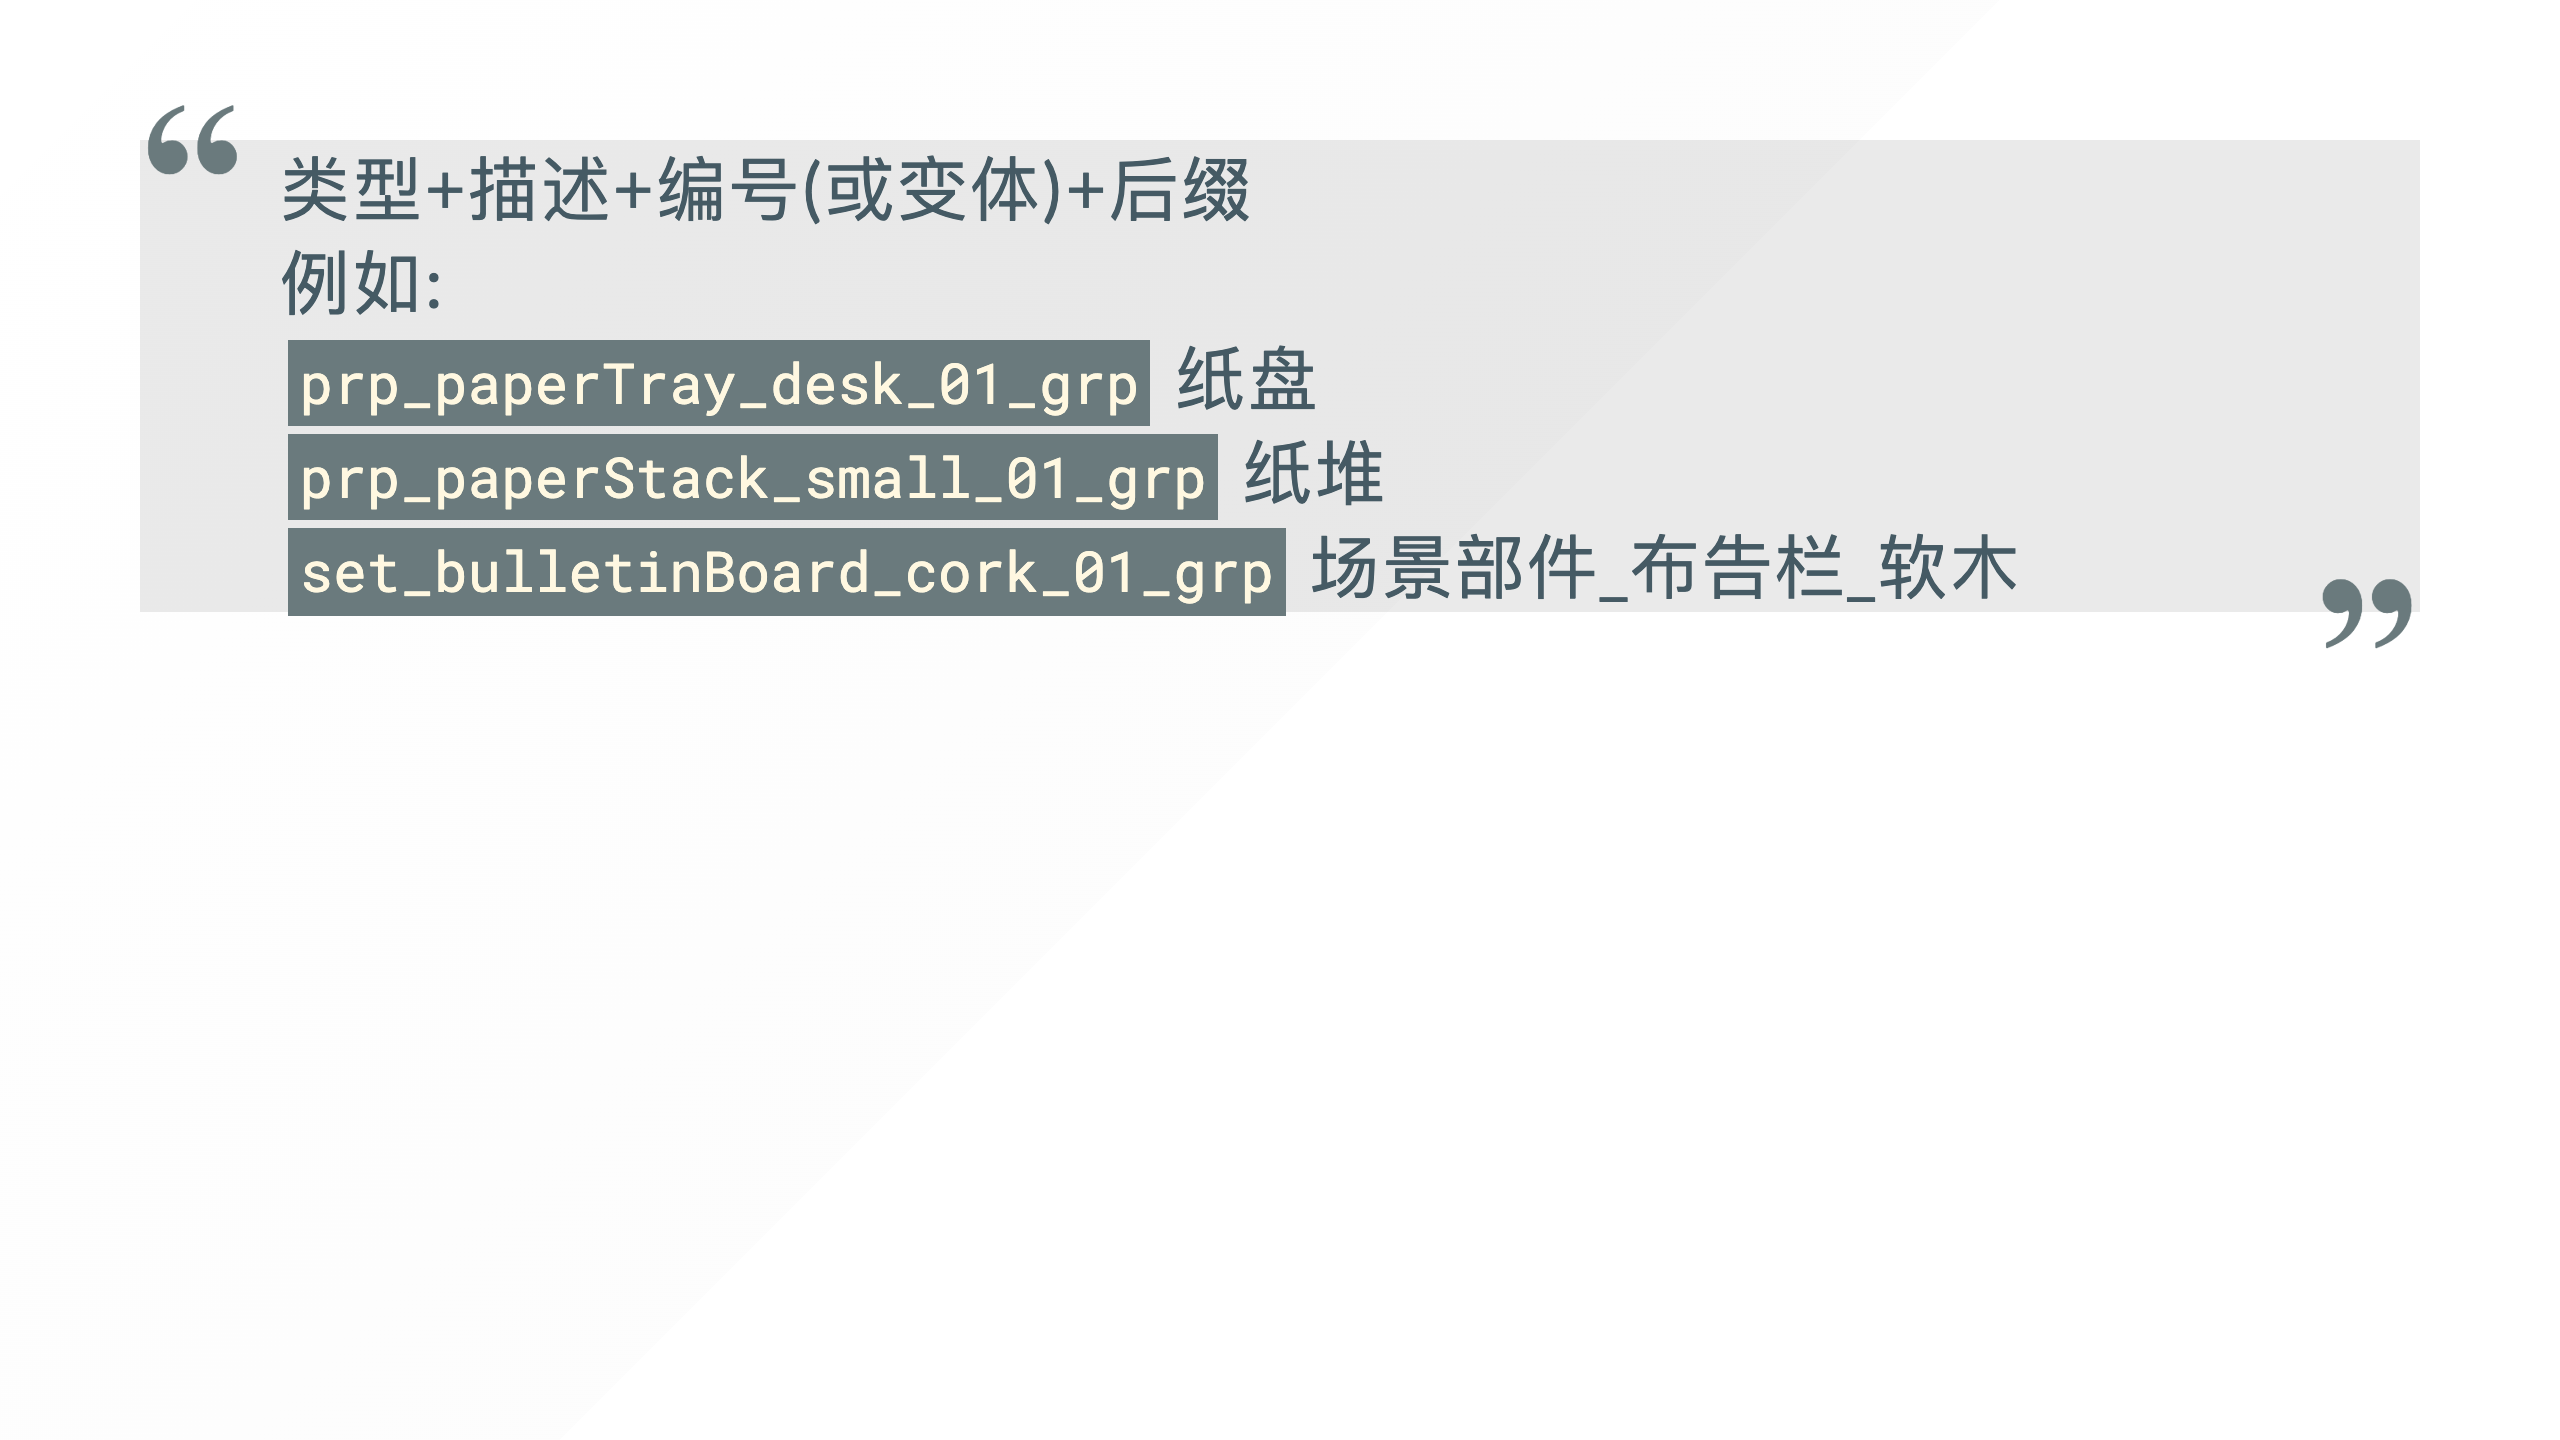 类型+描述+编号(或变体)+后缀
例如:
prp_paperTray_desk_01_grp 纸盘
prp_paperStack_small_01_grp 纸堆
set_bulletinBoard_cork_01_grp 场景部件_布告栏_软木